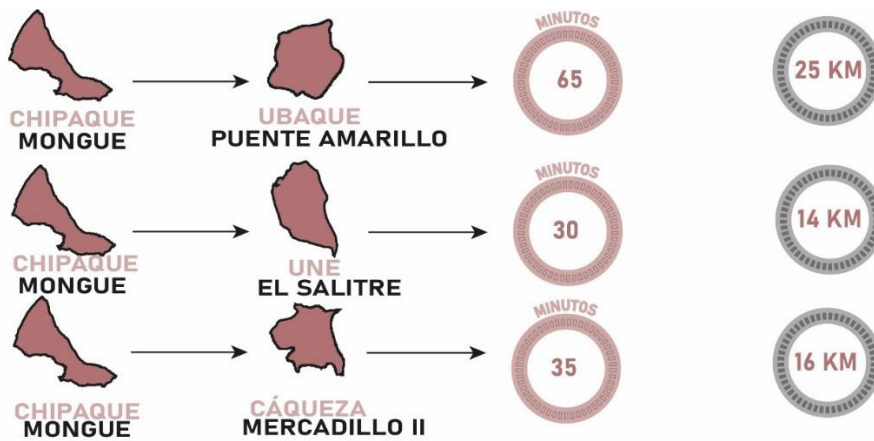 MINUTOS
65
25 KM
CHIPAQUE
MONGUE
UBAQUE
PUENTE AMARILLO
MINUTOS
30
14 KM
CHIPAQUE
MONGUE
UNE
EL SALITRE
MINUTOS
35
16 KM
CHIPAQUE
MONGUE
CÁQUEZA
MERCADILLO II